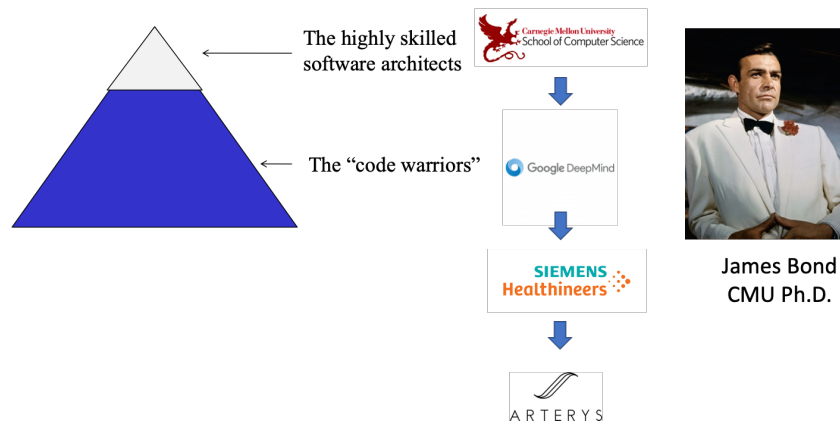 The highly skilled
software architects
The “code warriors”
Carnegie Mellon University
School of Computer Science
Google DeepMind
SIEMENS
Healthineers
ARTERYS
James Bond
CMU Ph.D.